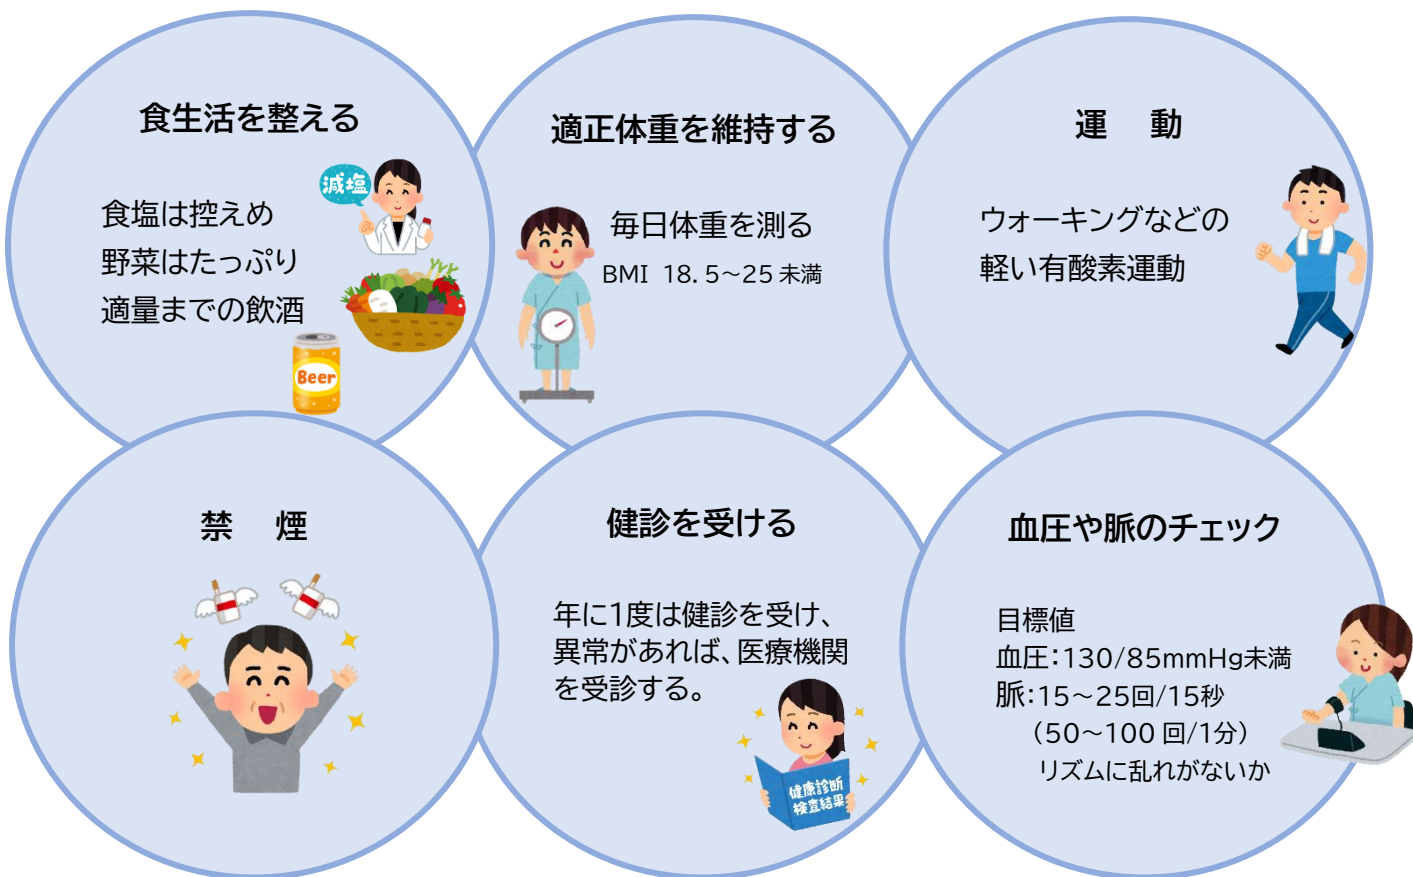 食生活を整える
減塩
食塩は控えめ
野菜はたっぷり
適量までの飲酒
Beer
適正体重を維持する
毎日体重を測る
BMI 18.5～25未満
運　動
ウォーキングなどの
軽い有酸素運動
禁　煙
健診を受ける
年に1度は健診を受け、
異常があれば、医療機関
を受診する。
健康診断
検査結果
血圧や脈のチェック
目標値
血圧：130/85mmHg未満
脈：15～25回/15秒
（50～100回/1分）
リズムに乱れがないか